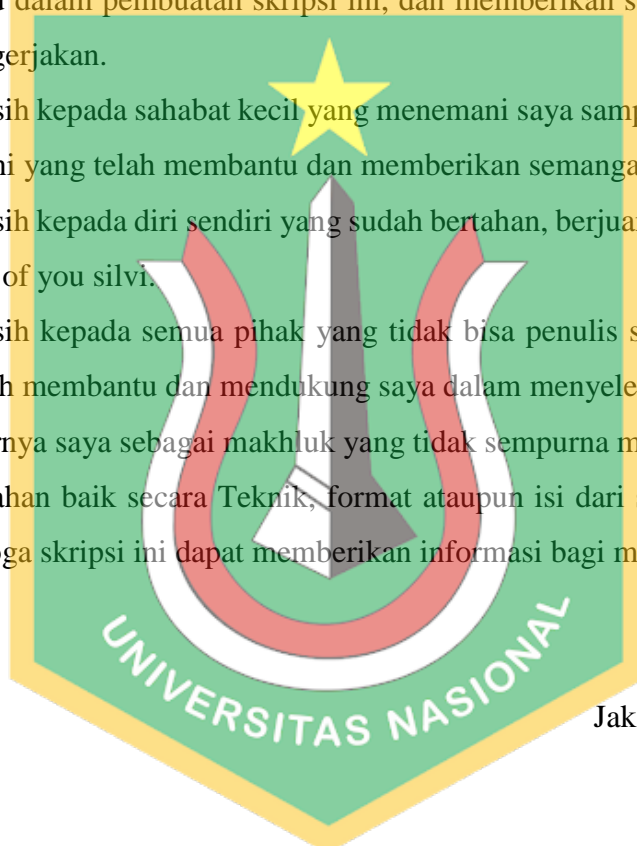 dalam pembuatan skripsi ini, dan memberikan s
gerjakan.
sih kepada sahabat kecil yang menemani saya samp
ni yang telah membantu dan memberikan semanga
sih kepada diri sendiri yang sudah bertahan, berjua
of you silvi.
sih kepada semua pihak yang tidak bisa penulis s
h membantu dan mendukung saya dalam menyele
rnya saya sebagai makhluk yang tidak sempurna m
ahan baik secara Teknik, format ataupun isi dari s
oga skripsi ini dapat memberikan informasi bagi m
UNIVERSITAS NASIONAL
Jak